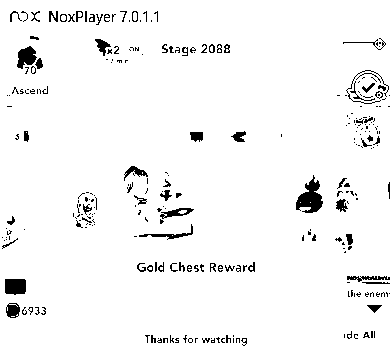 nox NoxPlayer 7.0.1.1
x2 ON
Stage 2088
70
Ascend
Gold Chest Reward
the enem
6933
Thanks for watching
ide All